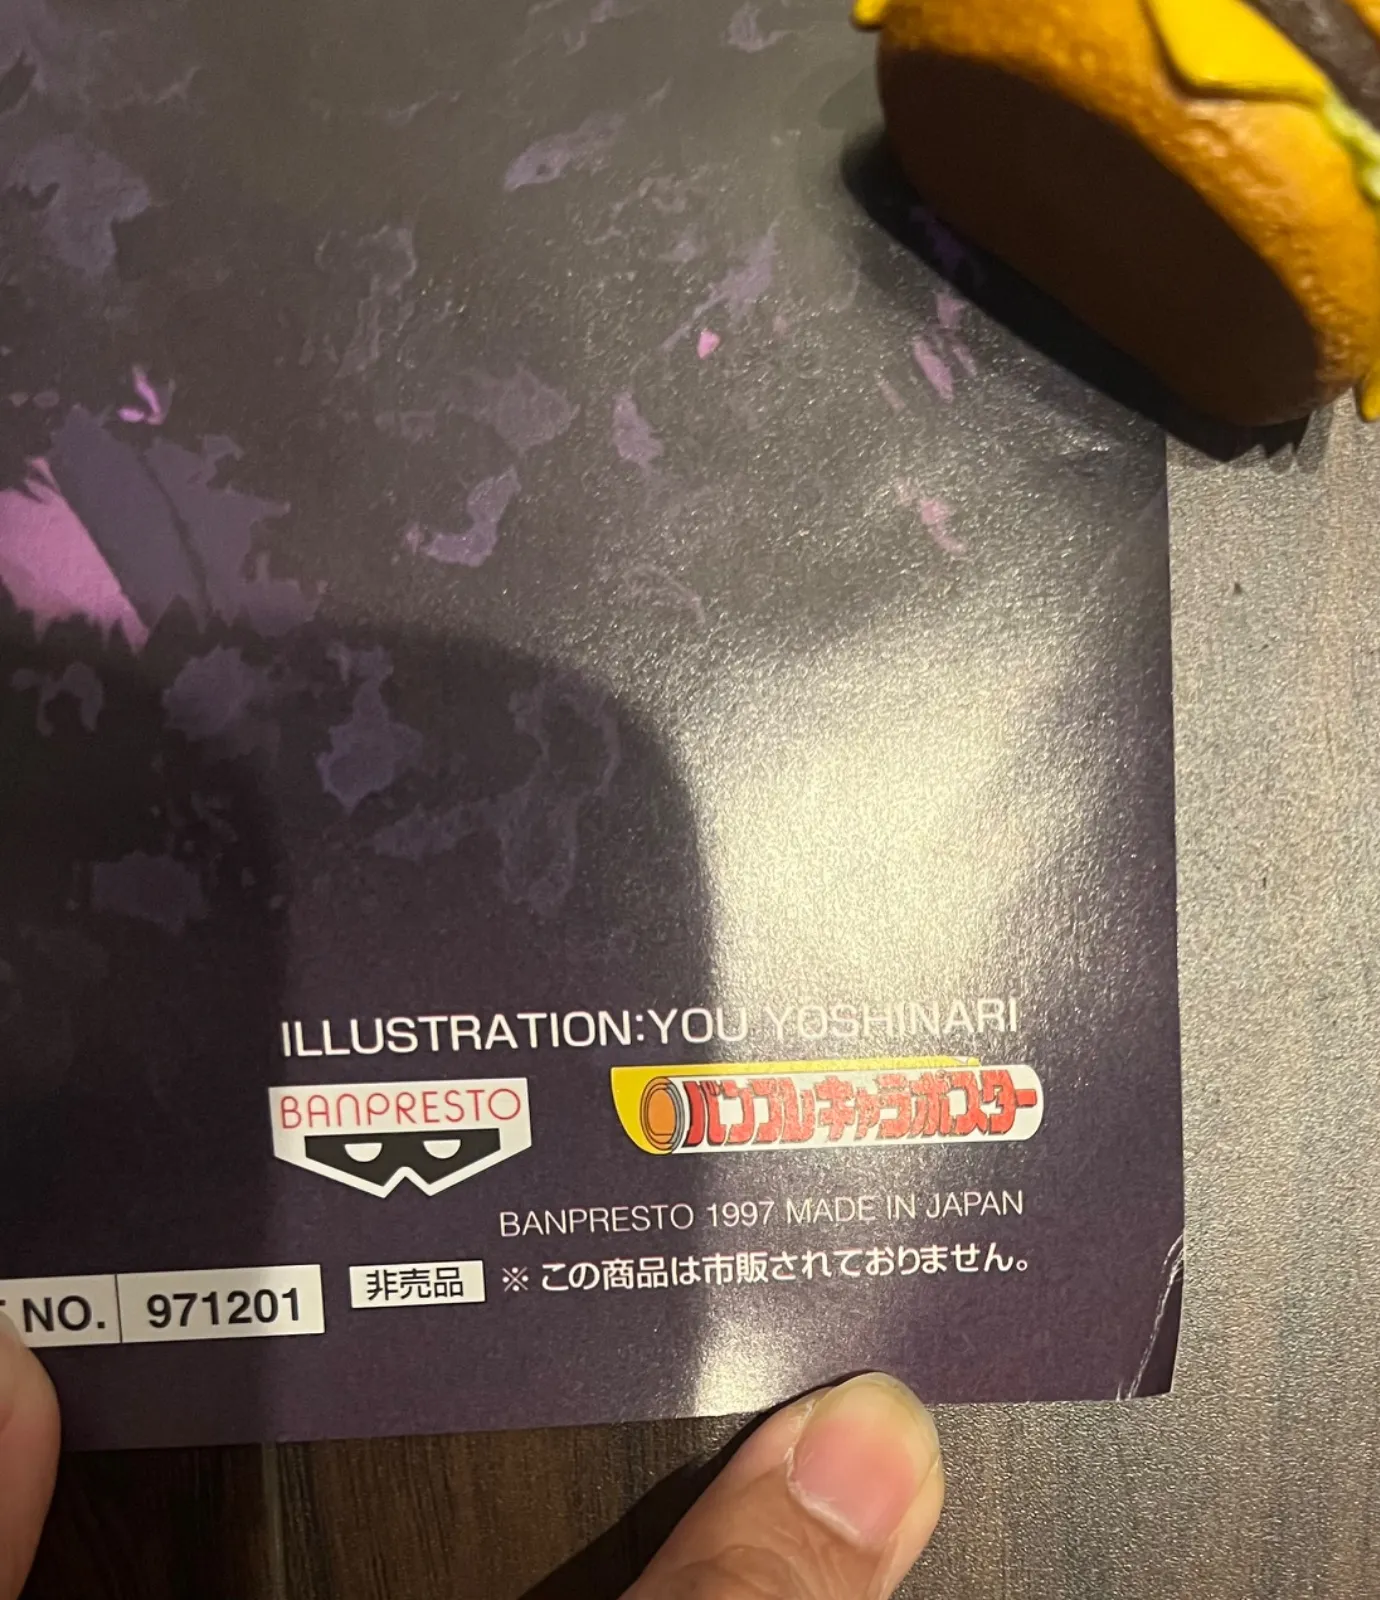 ILLUSTRATION:YOU YOSHINARI
BANPRESTO
バンプレキャラポスター
BANPRESTO 1997 MADE IN JAPAN
NO. 971201
非売品 ※ この商品は市販されておりません。